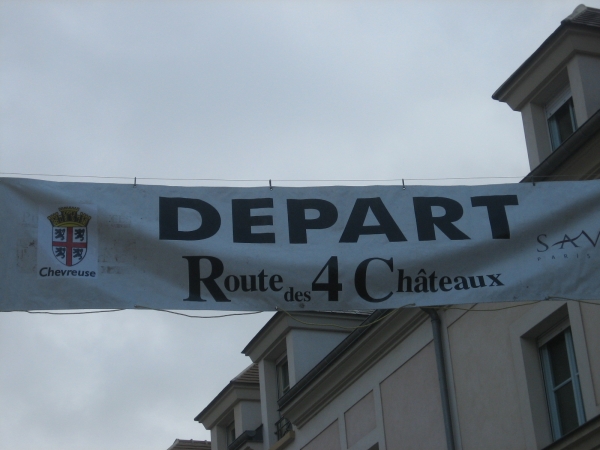 DEPART
Route des 4 Châteaux
Chevreuse